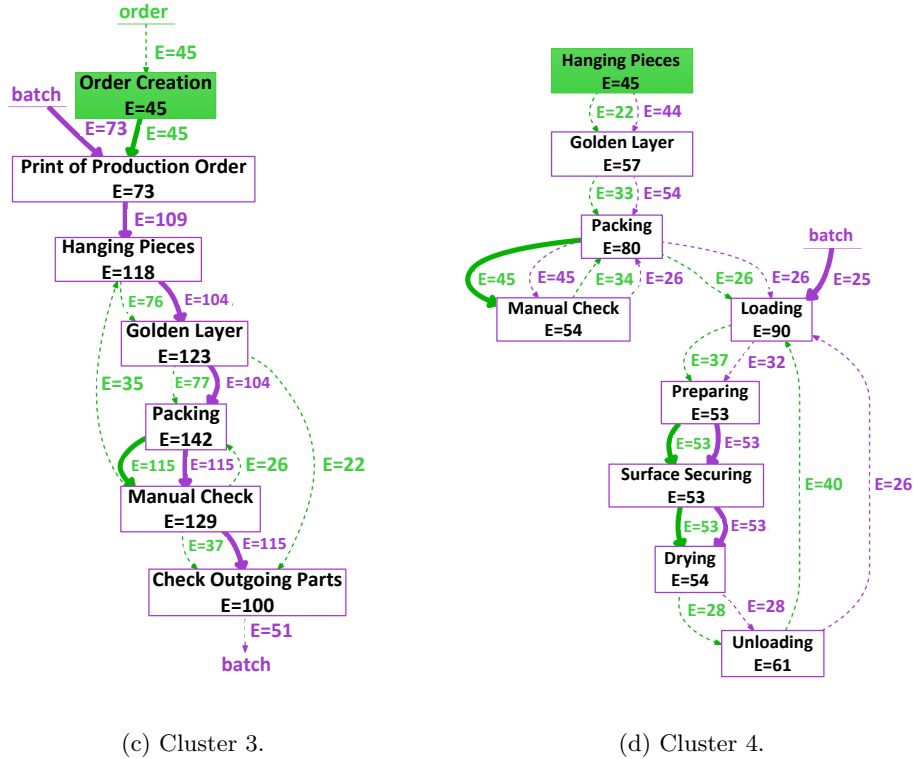 order
E=45
Order Creation
E=45
batch
E=73
E=45
Print of Production Order
E=73
E=109
Hanging Pieces
E=118
E=76
E=104
Golden Layer
E=123
E=35
E=77
E=104
Packing
E=142
E=115
E=115
E=26
E=22
Manual Check
E=129
E=37
E=115
Check Outgoing Parts
E=100
E=51
batch
(c) Cluster 3.
Hanging Pieces
E=45
E=22
E=44
Golden Layer
E=57
E=33
E=54
Packing
E=80
batch
E=45
E=45
E=34
E=26
E=26
E=26
E=25
Manual Check
E=54
Loading
E=90
E=37
E=32
Preparing
E=53
E=53
E=53
Surface Securing
E=53
E=40
E=26
E=53
E=53
Drying
E=54
E=28
E=28
Unloading
E=61
(d) Cluster 4.